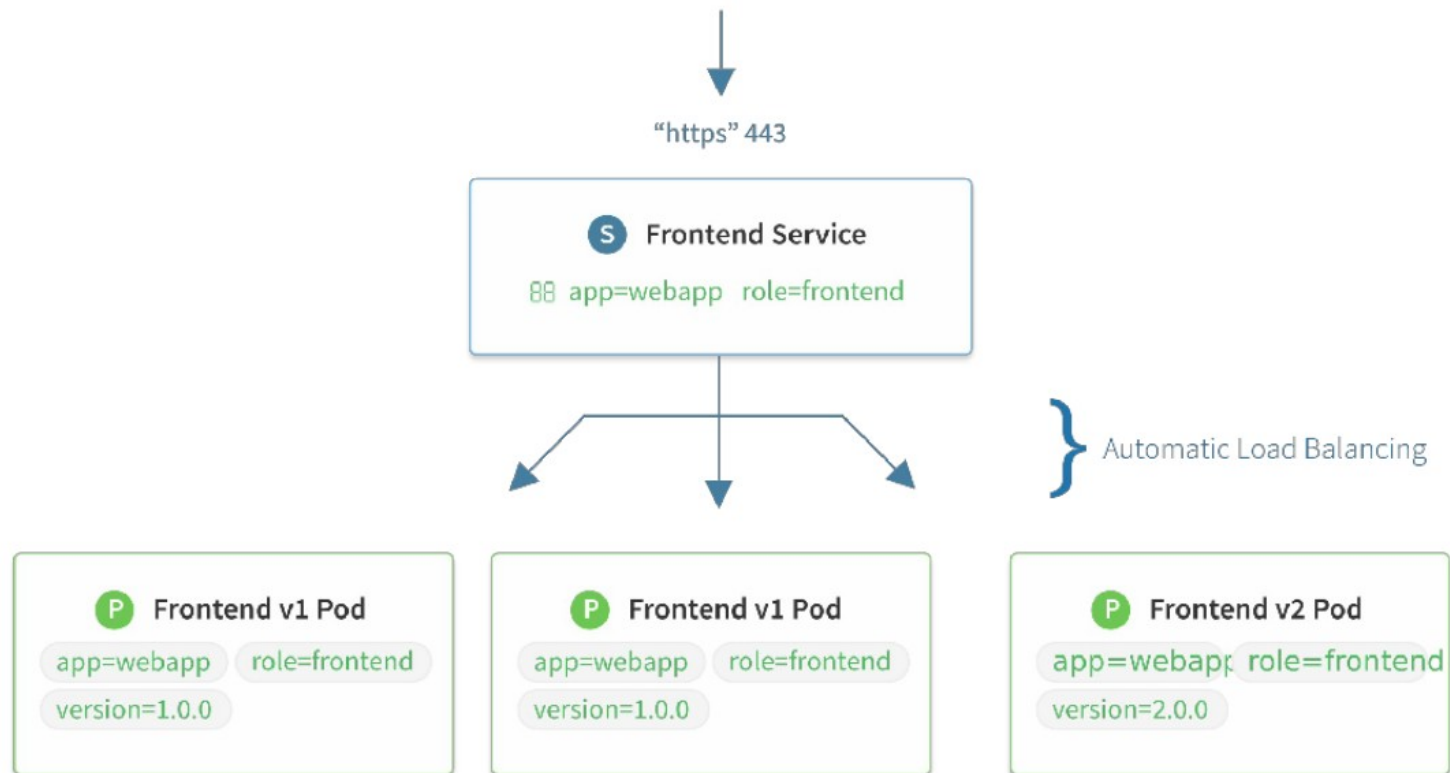 “https” 443
S Frontend Service
app=webapp role=frontend
Automatic Load Balancing
P Frontend v1 Pod
app=webapp role=frontend
version=1.0.0
P Frontend v1 Pod
app=webapp role=frontend
version=1.0.0
P Frontend v2 Pod
app=webapp role=frontend
version=2.0.0